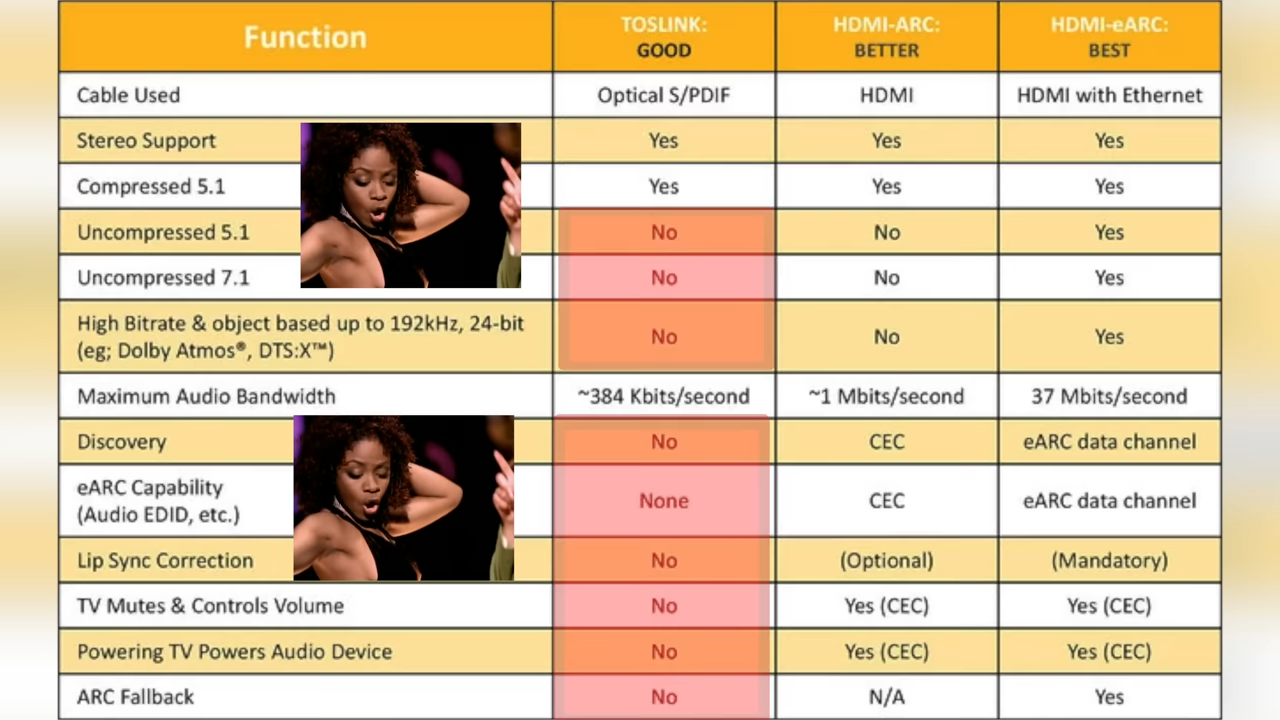 Function TOSLINK: HDMI-ARC: HDMI-eARC:
GOOD BETTER BEST
Cable Used Optical S/PDIF HDMI HDMI with Ethernet
Stereo Support Yes Yes Yes
Compressed 5.1 Yes Yes Yes
Uncompressed 5.1 No No Yes
Uncompressed 7.1 No No Yes
High Bitrate & object based up to 192kHz, 24-bit
(eg; Dolby Atmos®, DTS:X™) No No Yes
Maximum Audio Bandwidth ~384 Kbits/second ~1 Mbits/second 37 Mbits/second
Discovery No CEC eARC data channel
eARC Capability
(Audio EDID, etc.) None CEC eARC data channel
Lip Sync Correction No (Optional) (Mandatory)
TV Mutes & Controls Volume No Yes (CEC) Yes (CEC)
Powering TV Powers Audio Device No Yes (CEC) Yes (CEC)
ARC Fallback No N/A Yes